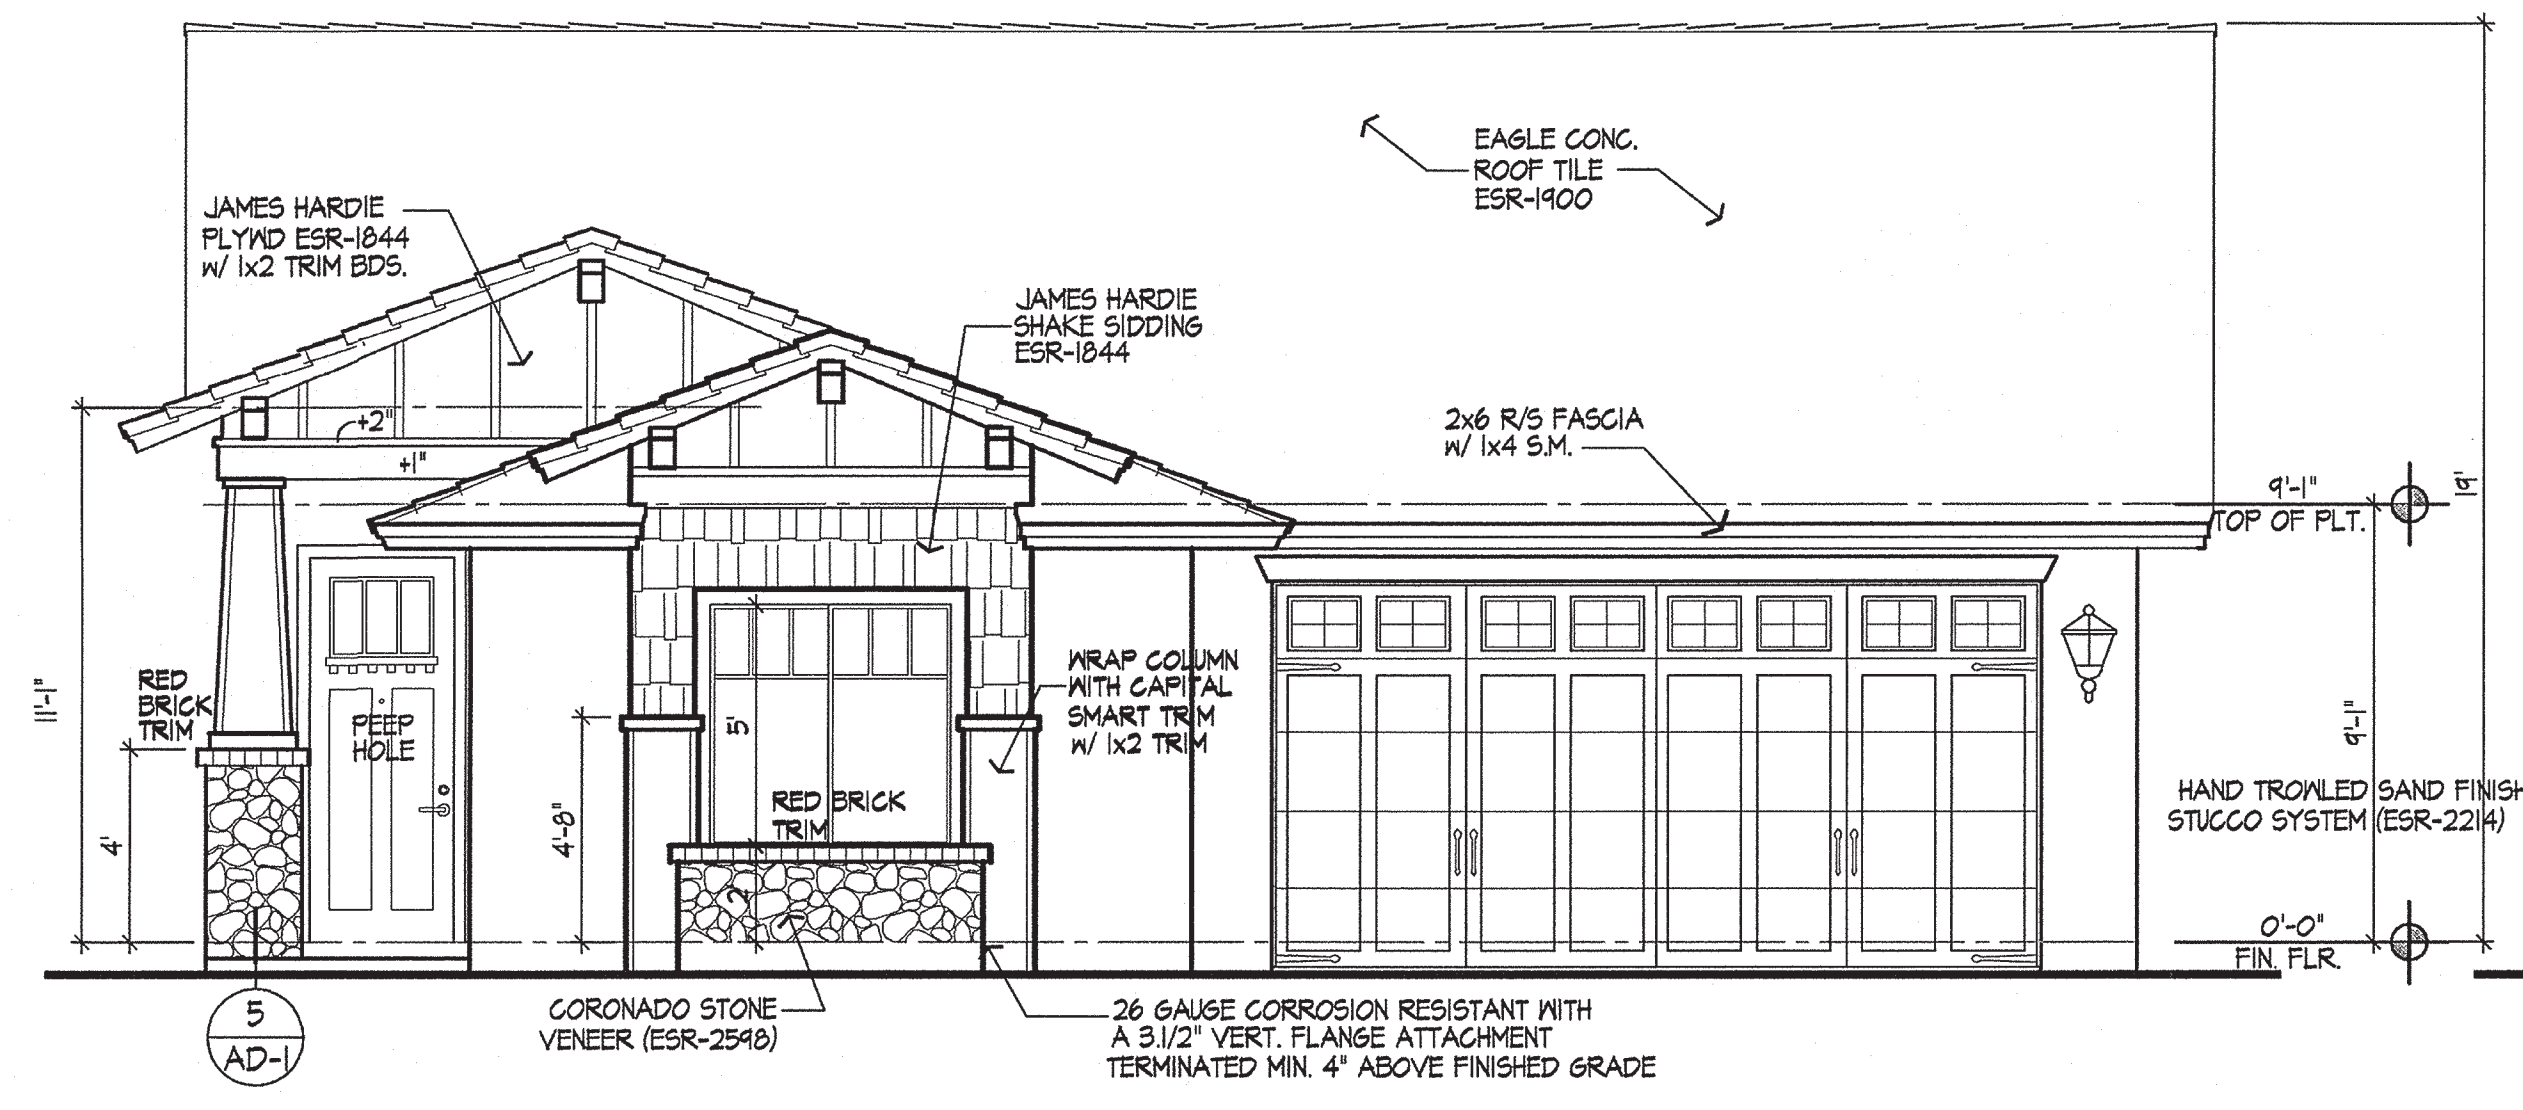 EAGLE CONC.
ROOF TILE
ESR-1900
JAMES HARDIE
PLYWD ESR-1844
w/ 1x2 TRIM BDS.
JAMES HARDIE
SHAKE SIDDING
ESR-1844
+2"
+1"
2x6 R/S FASCIA
w/ 1x4 S.M.
9'-1"
TOP OF PLT.
19'
11'-1"
RED
BRICK
TRIM
PEEP
HOLE
WRAP COLUMN
WITH CAPITAL
SMART TRIM
w/ 1x2 TRIM
5'
9'-1"
RED BRICK
TRIM
4'
4'-8"
HAND TROWLED SAND FINISH
STUCCO SYSTEM (ESR-2214)
2'
0'-0"
FIN. FLR.
5
AD-1
CORONADO STONE
VENEER (ESR-2598)
26 GAUGE CORROSION RESISTANT WITH
A 3.1/2" VERT. FLANGE ATTACHMENT
TERMINATED MIN. 4" ABOVE FINISHED GRADE